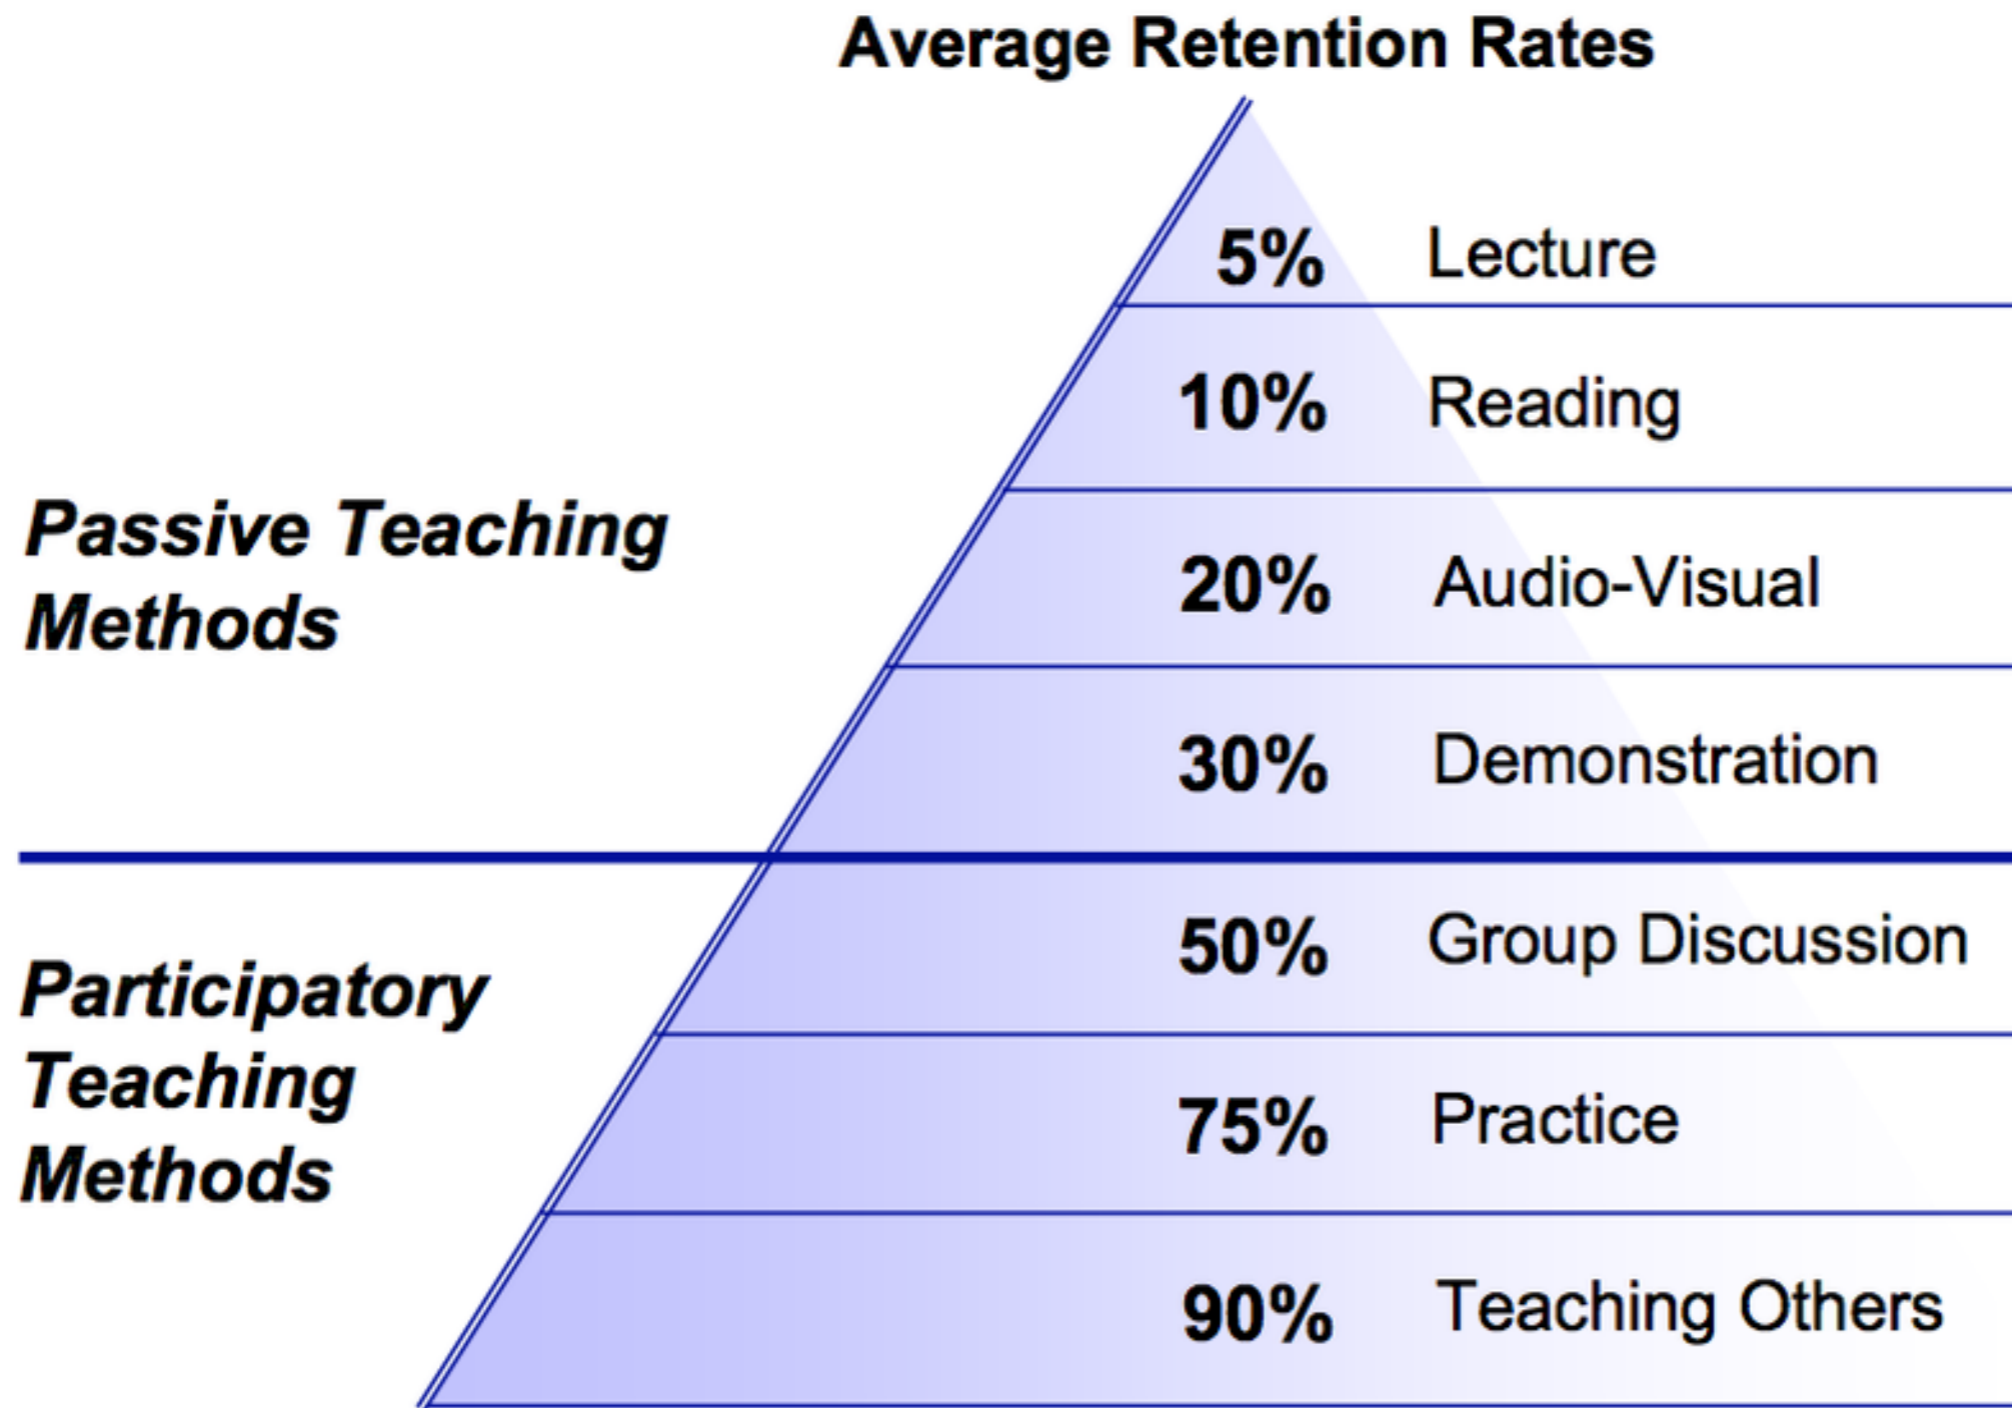 Average Retention Rates
5% Lecture
10% Reading
Passive Teaching
Methods
20% Audio-Visual
30% Demonstration
Participatory
Teaching
Methods
50% Group Discussion
75% Practice
90% Teaching Others